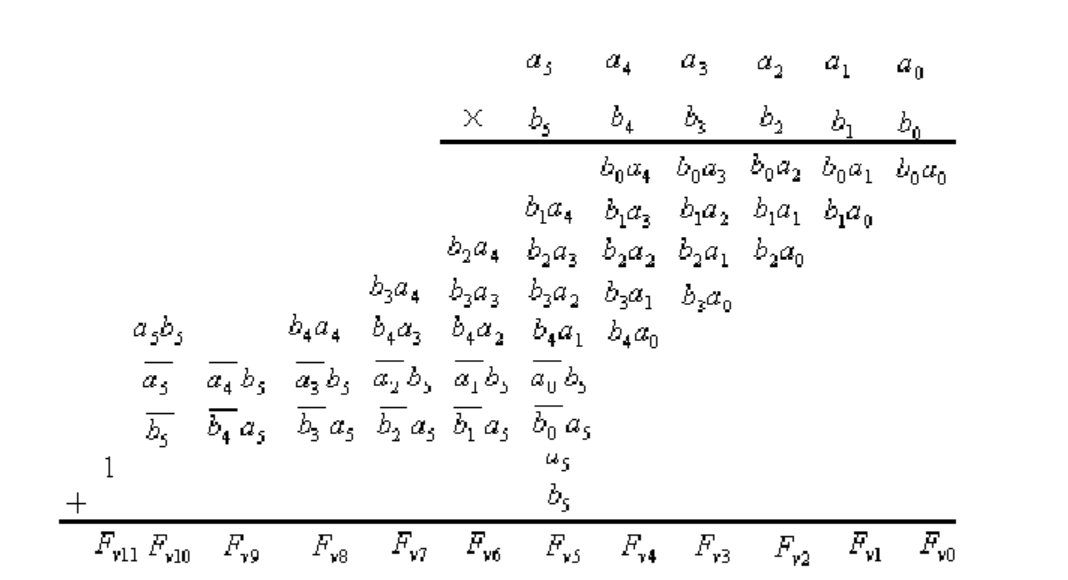 a₅ a₄ a₃ a₂ a₁ a₀
× b₅ b₄ b₃ b₂ b₁ b₀
b₀a₄ b₀a₃ b₀a₂ b₀a₁ b₀a₀
b₁a₄ b₁a₃ b₁a₂ b₁a₁ b₁a₀
b₂a₄ b₂a₃ b₂a₂ b₂a₁ b₂a₀
b₃a₄ b₃a₃ b₃a₂ b₃a₁ b₃a₀
a₅b₅ b₄a₄ b₄a₃ b₄a₂ b₄a₁ b₄a₀
a̅₅ a̅₄b₅ a̅₃b₅ a̅₂b₅ a̅₁b₅ a̅₀b₅
b̅₅ b̅₄a₅ b̅₃a₅ b̅₂a₅ b̅₁a₅ b̅₀a₅
1 a₅
+ b₅
Fᵥ₁₁ Fᵥ₁₀ Fᵥ₉ Fᵥ₈ Fᵥ₇ Fᵥ₆ Fᵥ₅ Fᵥ₄ Fᵥ₃ Fᵥ₂ Fᵥ₁ Fᵥ₀